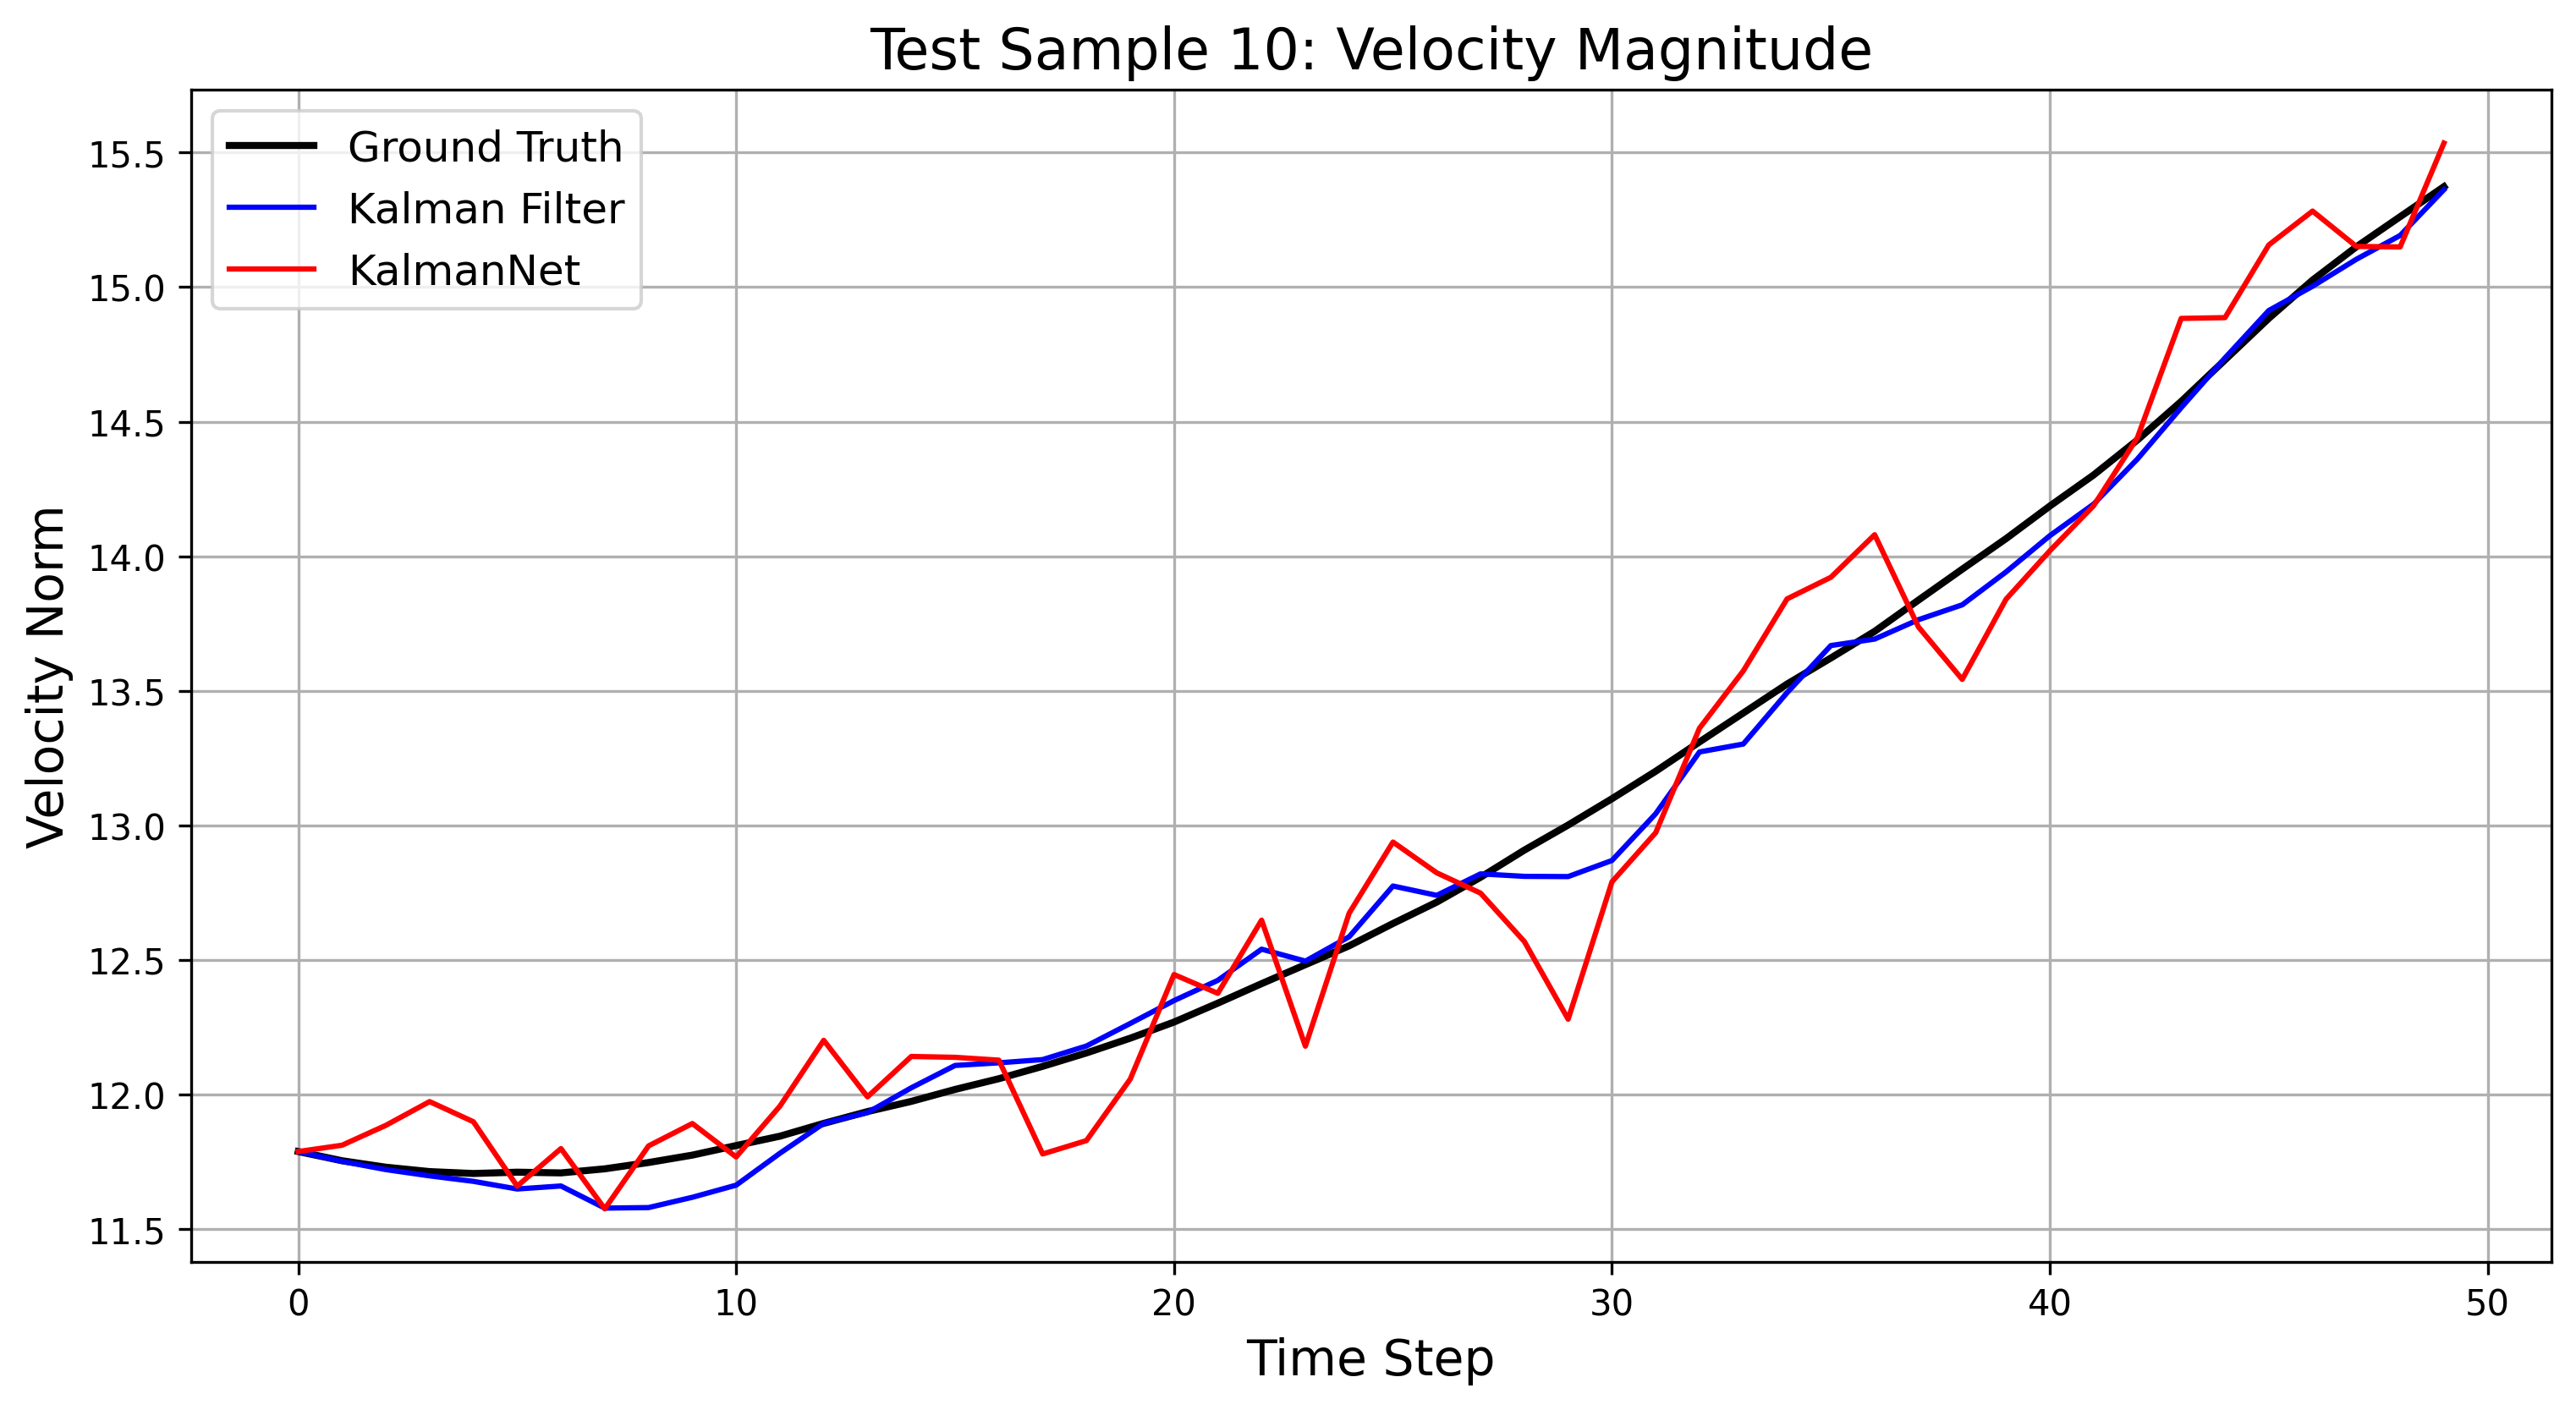 Test Sample 10: Velocity Magnitude
Ground Truth
Kalman Filter
KalmanNet
Velocity Norm
15.5
15.0
14.5
14.0
13.5
13.0
12.5
12.0
11.5
0 10 20 30 40 50
Time Step